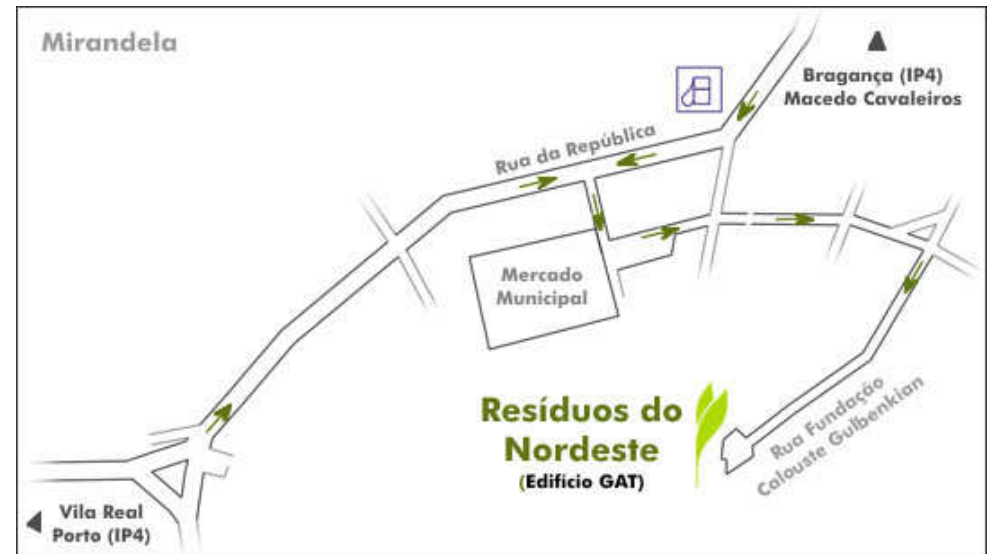 Mirandela
Bragança (IP4)
Macedo Cavaleiros
Rua da República
Mercado
Municipal
Resíduos do
Nordeste
(Edificio GAT)
Rua Fundação
Calouste Gulbenkian
Vila Real
Porto (IP4)